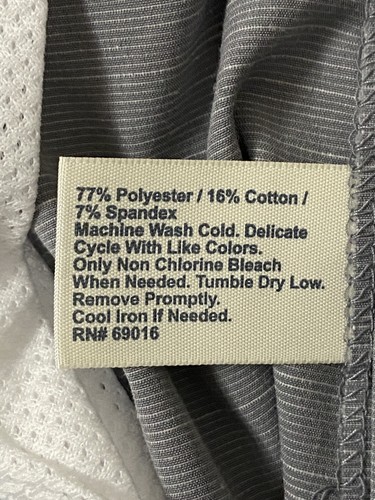 77% Polyester / 16% Cotton /
7% Spandex
Machine Wash Cold. Delicate
Cycle With Like Colors.
Only Non Chlorine Bleach
When Needed. Tumble Dry Low.
Remove Promptly.
Cool Iron If Needed.
RN# 69016